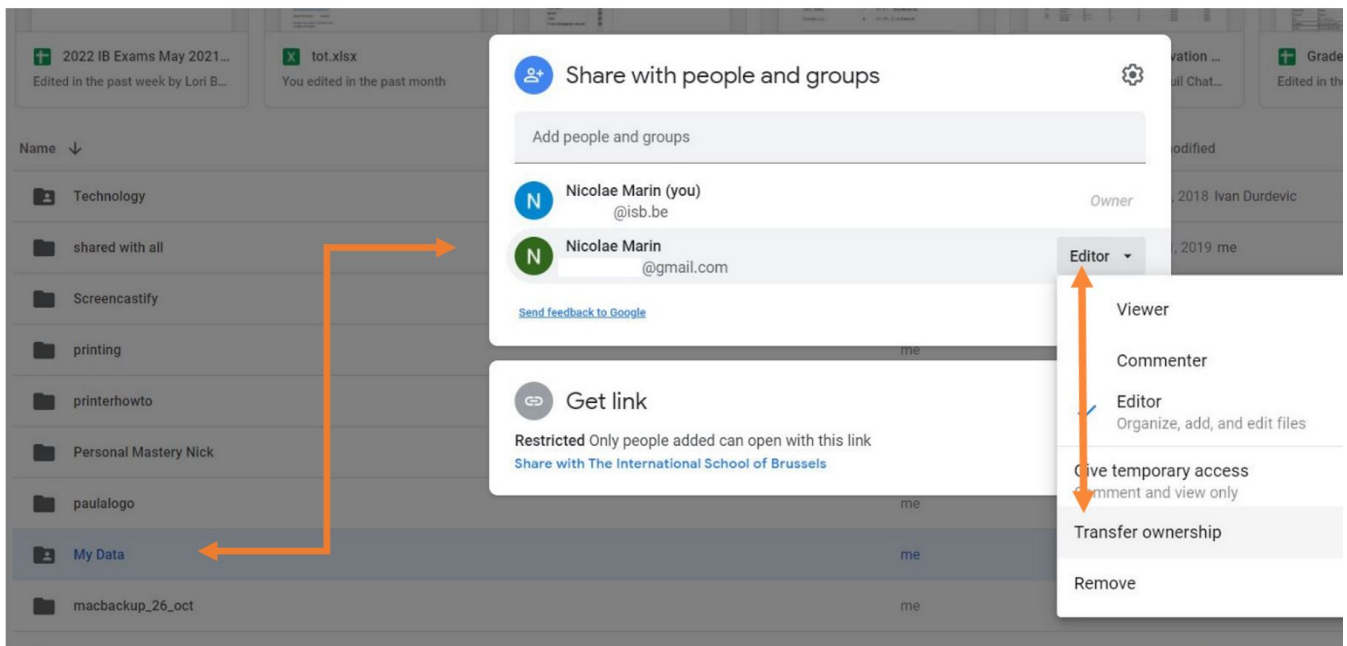 2022 IB Exams May 2021...
Edited in the past week by Lori B...
tot.xlsx
You edited in the past month
vation ...
uil Chat...
Grade
Edited in th
Name
odified
Technology
, 2018 Ivan Durdevic
shared with all
, 2019 me
Screencastify
printing
me
printerhowto
Personal Mastery Nick
paulalogo
me
My Data
me
macbackup_26_oct
me
Share with people and groups
Add people and groups
N
Nicolae Marin (you)
@isb.be
Owner
N
Nicolae Marin
@gmail.com
Editor
Send feedback to Google
Get link
Restricted Only people added can open with this link
Share with The International School of Brussels
Viewer
Commenter
Editor
Organize, add, and edit files
Give temporary access
Comment and view only
Transfer ownership
Remove